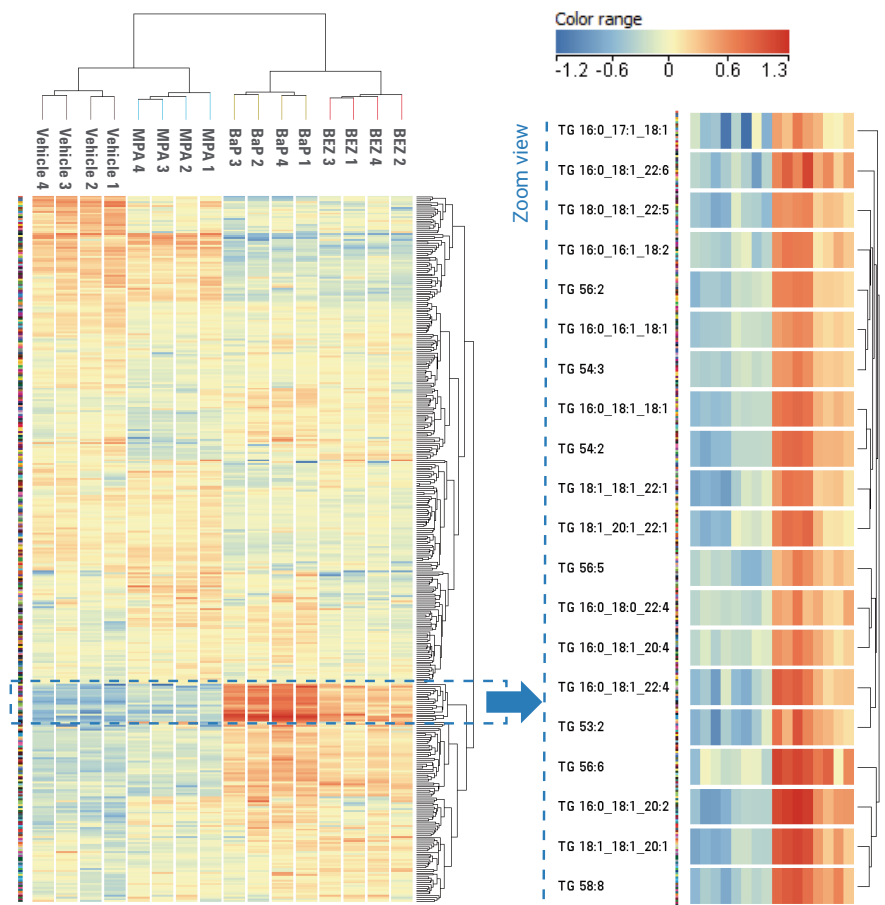 Color range
-1.2 -0.6 0 0.6 1.3
Vehicle 4
Vehicle 3
Vehicle 2
Vehicle 1
MPA 4
MPA 3
MPA 2
MPA 1
BaP 3
BaP 2
BaP 4
BaP 1
BEZ 3
BEZ 1
BEZ 4
BEZ 2
Zoom view
TG 16:0_17:1_18:1
TG 16:0_18:1_22:6
TG 18:0_18:1_22:5
TG 16:0_16:1_18:2
TG 56:2
TG 16:0_16:1_18:1
TG 54:3
TG 16:0_18:1_18:1
TG 54:2
TG 18:1_18:1_22:1
TG 18:1_20:1_22:1
TG 56:5
TG 16:0_18:0_22:4
TG 16:0_18:1_20:4
TG 16:0_18:1_22:4
TG 53:2
TG 56:6
TG 16:0_18:1_20:2
TG 18:1_18:1_20:1
TG 58:8